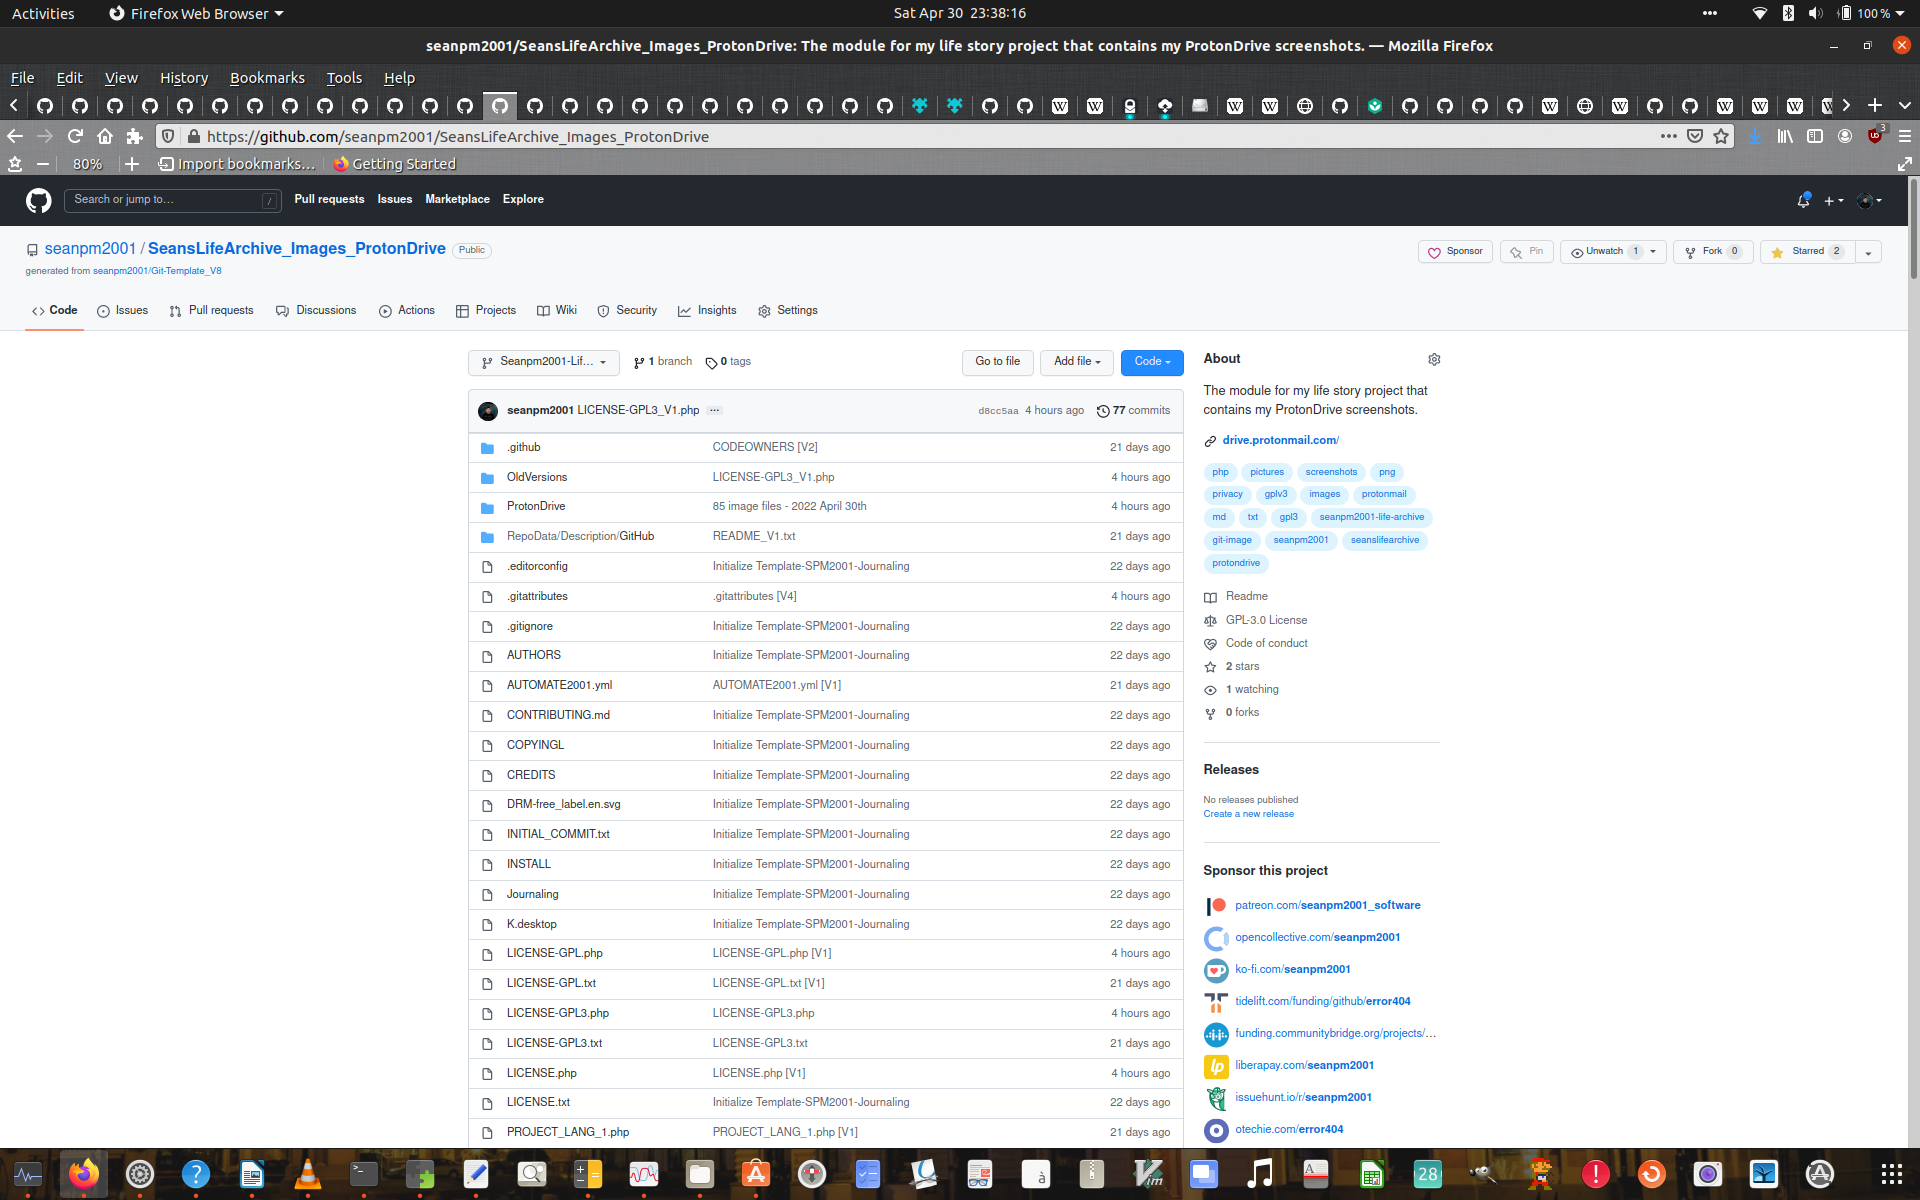 Activities
Firefox Web Browser
Sat Apr 30 23:38:16
100 %
seanpm2001/SeansLifeArchive_Images_ProtonDrive: The module for my life story project that contains my ProtonDrive screenshots. — Mozilla Firefox
File Edit View History Bookmarks Tools Help
https://github.com/seanpm2001/SeansLifeArchive_Images_ProtonDrive
3
80%
Import bookmarks...
Getting Started
Search or jump to...
/
Pull requests Issues Marketplace Explore
seanpm2001 / SeansLifeArchive_Images_ProtonDrive Public
Sponsor Pin Unwatch 1 Fork 0 Starred 2
generated from seanpm2001/Git-Template_V8
Code Issues Pull requests Discussions Actions Projects Wiki Security Insights Settings
Seanpm2001-Lif... 1 branch 0 tags Go to file Add file Code
seanpm2001 LICENSE-GPL3_V1.php ... d8cc5aa 4 hours ago 77 commits
.github CODEOWNERS [V2] 21 days ago
OldVersions LICENSE-GPL3_V1.php 4 hours ago
ProtonDrive 85 image files - 2022 April 30th 4 hours ago
RepoData/Description/GitHub README_V1.txt 21 days ago
.editorconfig Initialize Template-SPM2001-Journaling 22 days ago
.gitattributes .gitattributes [V4] 4 hours ago
.gitignore Initialize Template-SPM2001-Journaling 22 days ago
AUTHORS Initialize Template-SPM2001-Journaling 22 days ago
AUTOMATE2001.yml AUTOMATE2001.yml [V1] 21 days ago
CONTRIBUTING.md Initialize Template-SPM2001-Journaling 22 days ago
COPYINGL Initialize Template-SPM2001-Journaling 22 days ago
CREDITS Initialize Template-SPM2001-Journaling 22 days ago
DRM-free_label.en.svg Initialize Template-SPM2001-Journaling 22 days ago
INITIAL_COMMIT.txt Initialize Template-SPM2001-Journaling 22 days ago
INSTALL Initialize Template-SPM2001-Journaling 22 days ago
Journaling Initialize Template-SPM2001-Journaling 22 days ago
K.desktop Initialize Template-SPM2001-Journaling 22 days ago
LICENSE-GPL.php LICENSE-GPL.php [V1] 4 hours ago
LICENSE-GPL.txt LICENSE-GPL.txt [V1] 21 days ago
LICENSE-GPL3.php LICENSE-GPL3.php 4 hours ago
LICENSE-GPL3.txt LICENSE-GPL3.txt 21 days ago
LICENSE.php LICENSE.php [V1] 4 hours ago
LICENSE.txt Initialize Template-SPM2001-Journaling 22 days ago
PROJECT_LANG_1.php PROJECT_LANG_1.php [V1] 21 days ago
About
The module for my life story project that
contains my ProtonDrive screenshots.
drive.protonmail.com/
php pictures screenshots png
privacy gplv3 images protonmail
md txt gpl3 seanpm2001-life-archive
git-image seanpm2001 seanslifearchive
protondrive
Readme
GPL-3.0 License
Code of conduct
2 stars
1 watching
0 forks
Releases
No releases published
Create a new release
Sponsor this project
patreon.com/seanpm2001_software
opencollective.com/seanpm2001
ko-fi.com/seanpm2001
tidelift.com/funding/github/error404
funding.communitybridge.org/projects/...
lp liberapay.com/seanpm2001
issuehunt.io/r/seanpm2001
otechie.com/error404
28